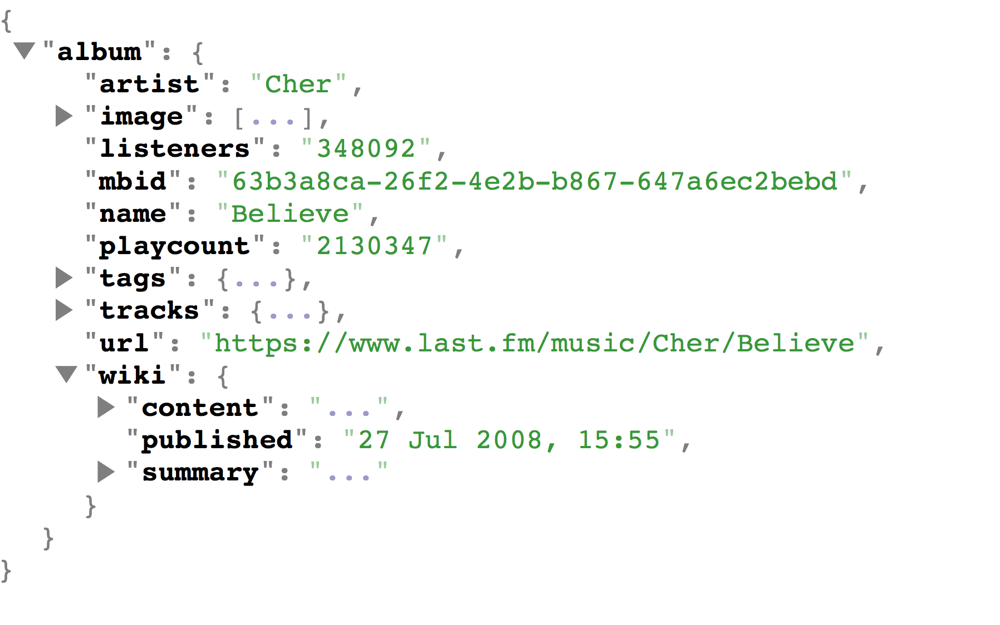 {
"album": {
"artist": "Cher",
"image": [...],
"listeners": "348092",
"mbid": "63b3a8ca-26f2-4e2b-b867-647a6ec2bebd",
"name": "Believe",
"playcount": "2130347",
"tags": {...},
"tracks": {...},
"url": "https://www.last.fm/music/Cher/Believe",
"wiki": {
"content": "...",
"published": "27 Jul 2008, 15:55",
"summary": "..."
}
}
}